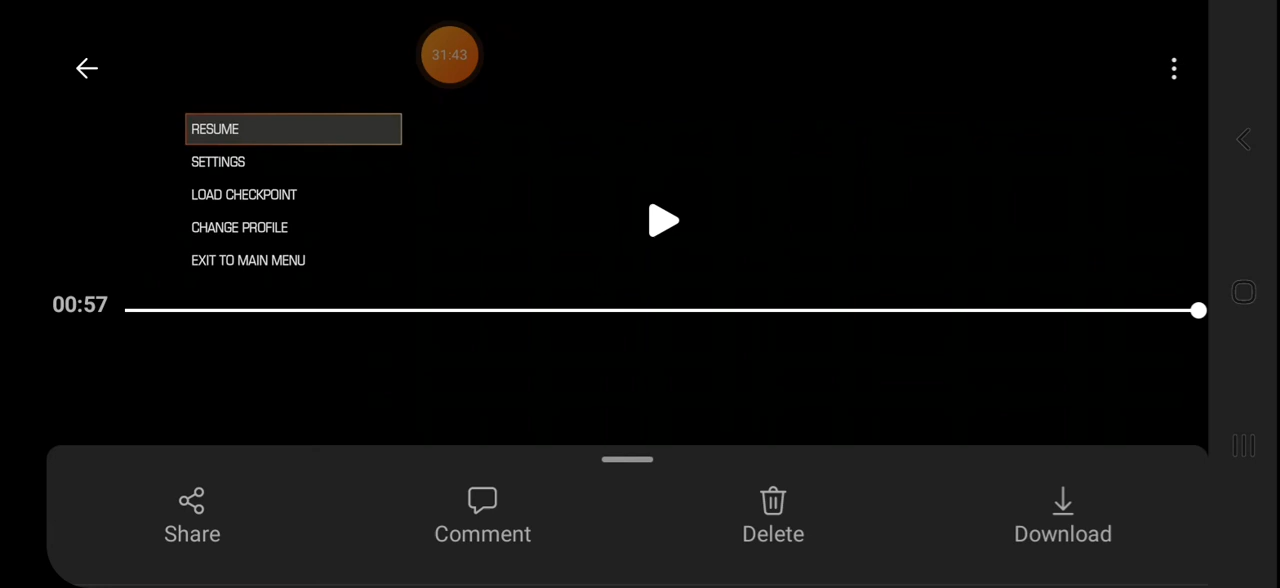 31:43
RESUME
SETTINGS
LOAD CHECKPOINT
CHANGE PROFILE
EXIT TO MAIN MENU
00:57
Share
Comment
Delete
Download